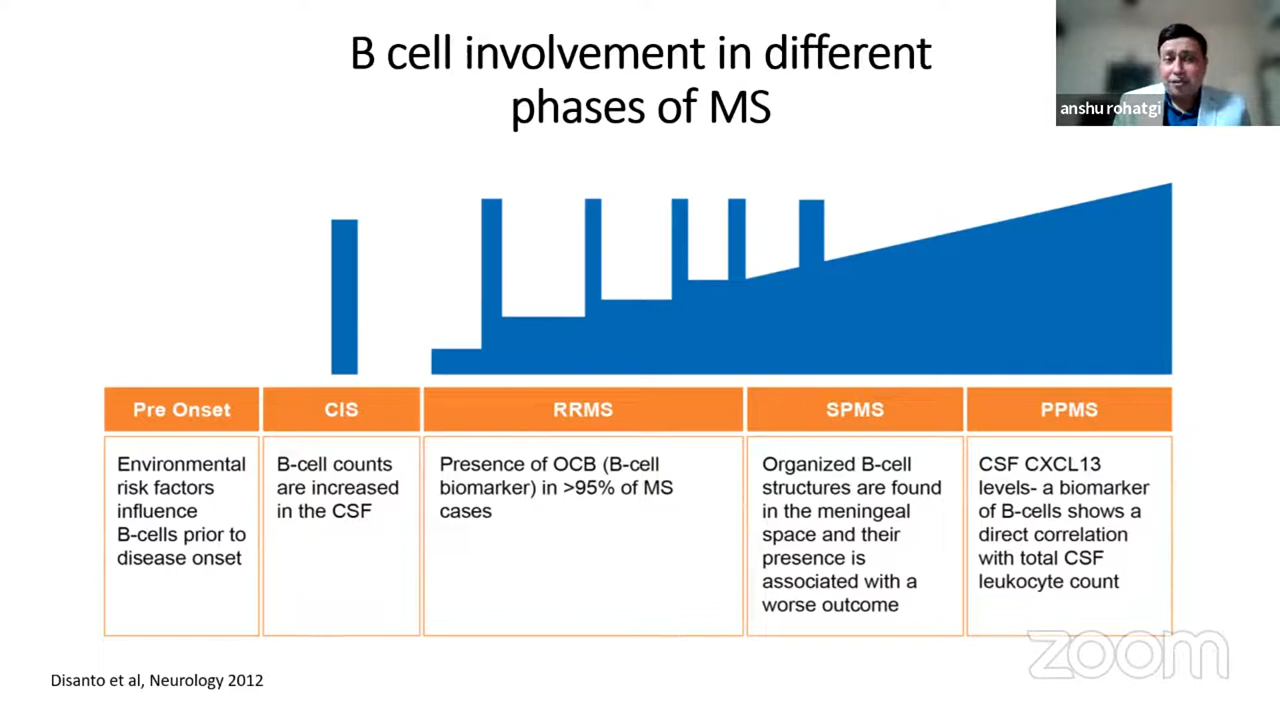 B cell involvement in different
phases of MS
anshu rohatgi
Pre Onset
CIS
RRMS
SPMS
PPMS
Environmental
risk factors
influence
B-cells prior to
disease onset
B-cell counts
are increased
in the CSF
Presence of OCB (B-cell
biomarker) in >95% of MS
cases
Organized B-cell
structures are found
in the meningeal
space and their
presence is
associated with a
worse outcome
CSF CXCL13
levels- a biomarker
of B-cells shows a
direct correlation
with total CSF
leukocyte count
zoom
Disanto et al, Neurology 2012